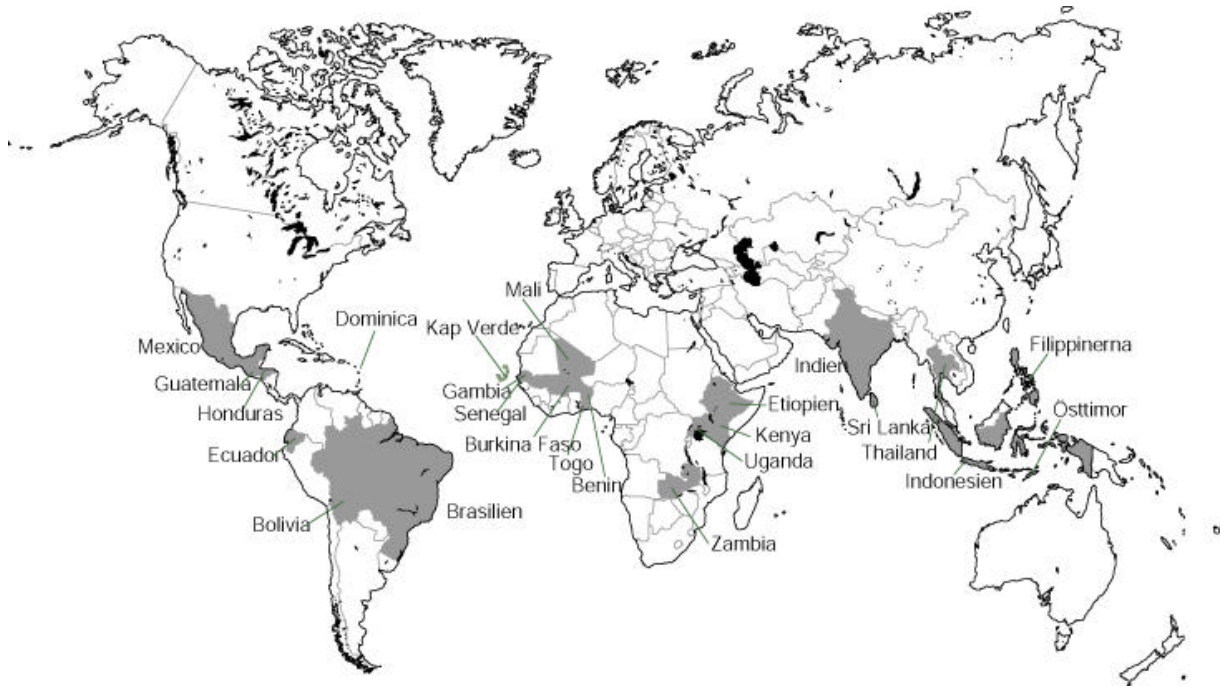 Mali
Dominica
Kap Verde
Mexico
Filippinerna
Indien
Guatemala
Gambia
Honduras
Senegal
Etiopien
Östtimor
Burkina Faso
Kenya
Sri Lanka
Ecuador
Togo
Uganda
Thailand
Benin
Indonesien
Bolivia
Brasilien
Zambia